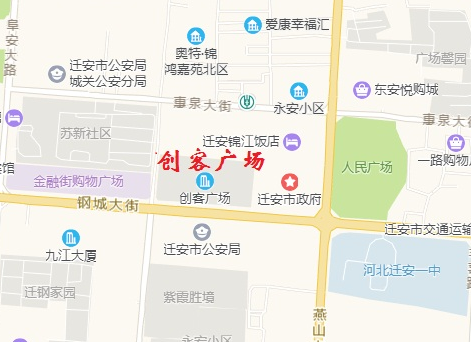 阜安大路
爱康幸福汇
奥特·锦
鸿嘉苑北区
广场馨园
迁安市公安局
城关公安分局
东安悦购城
惠泉大街
永安小区
惠泉大街
苏新社区
迁安锦江饭店
一路购物广
创客广场
人民广场
宾馆
金融街购物广场
创客广场
迁安市政府
钢城大街
迁安市交通运输
迁安市公安局
九江大厦
河北迁安一中
迁钢家园
紫霞胜境
燕山
永安小区